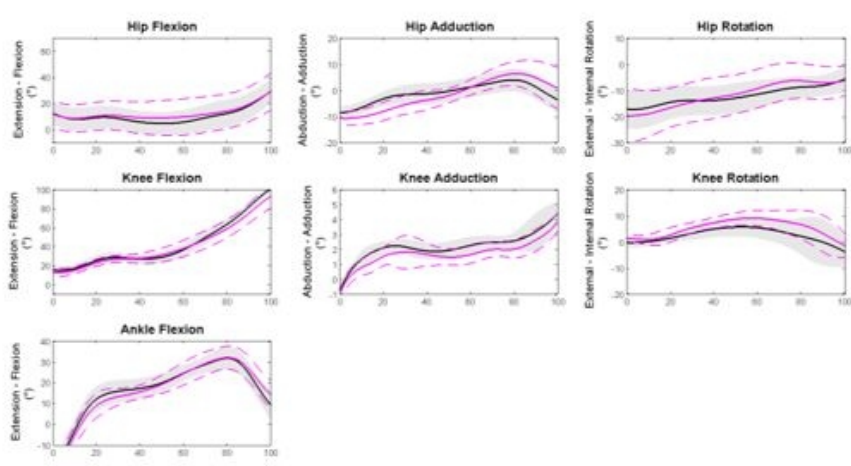 Hip Flexion
Extension - Flexion
(°)
60
40
20
0
0 20 40 60 80 100
Hip Adduction
Abduction - Adduction
(°)
20
10
0
-10
-20
0 20 40 60 80 100
Hip Rotation
External - Internal Rotation
(°)
10
0
-10
-20
-30
0 20 40 60 80 100
Knee Flexion
Extension - Flexion
(°)
100
80
60
40
20
0
0 20 40 60 80 100
Knee Adduction
Abduction - Adduction
(°)
6
5
4
3
2
1
0
-1
0 20 40 60 80 100
Knee Rotation
External - Internal Rotation
(°)
20
10
0
-10
-20
0 20 40 60 80 100
Ankle Flexion
Extension - Flexion
(°)
40
30
20
10
0
-10
0 20 40 60 80 100